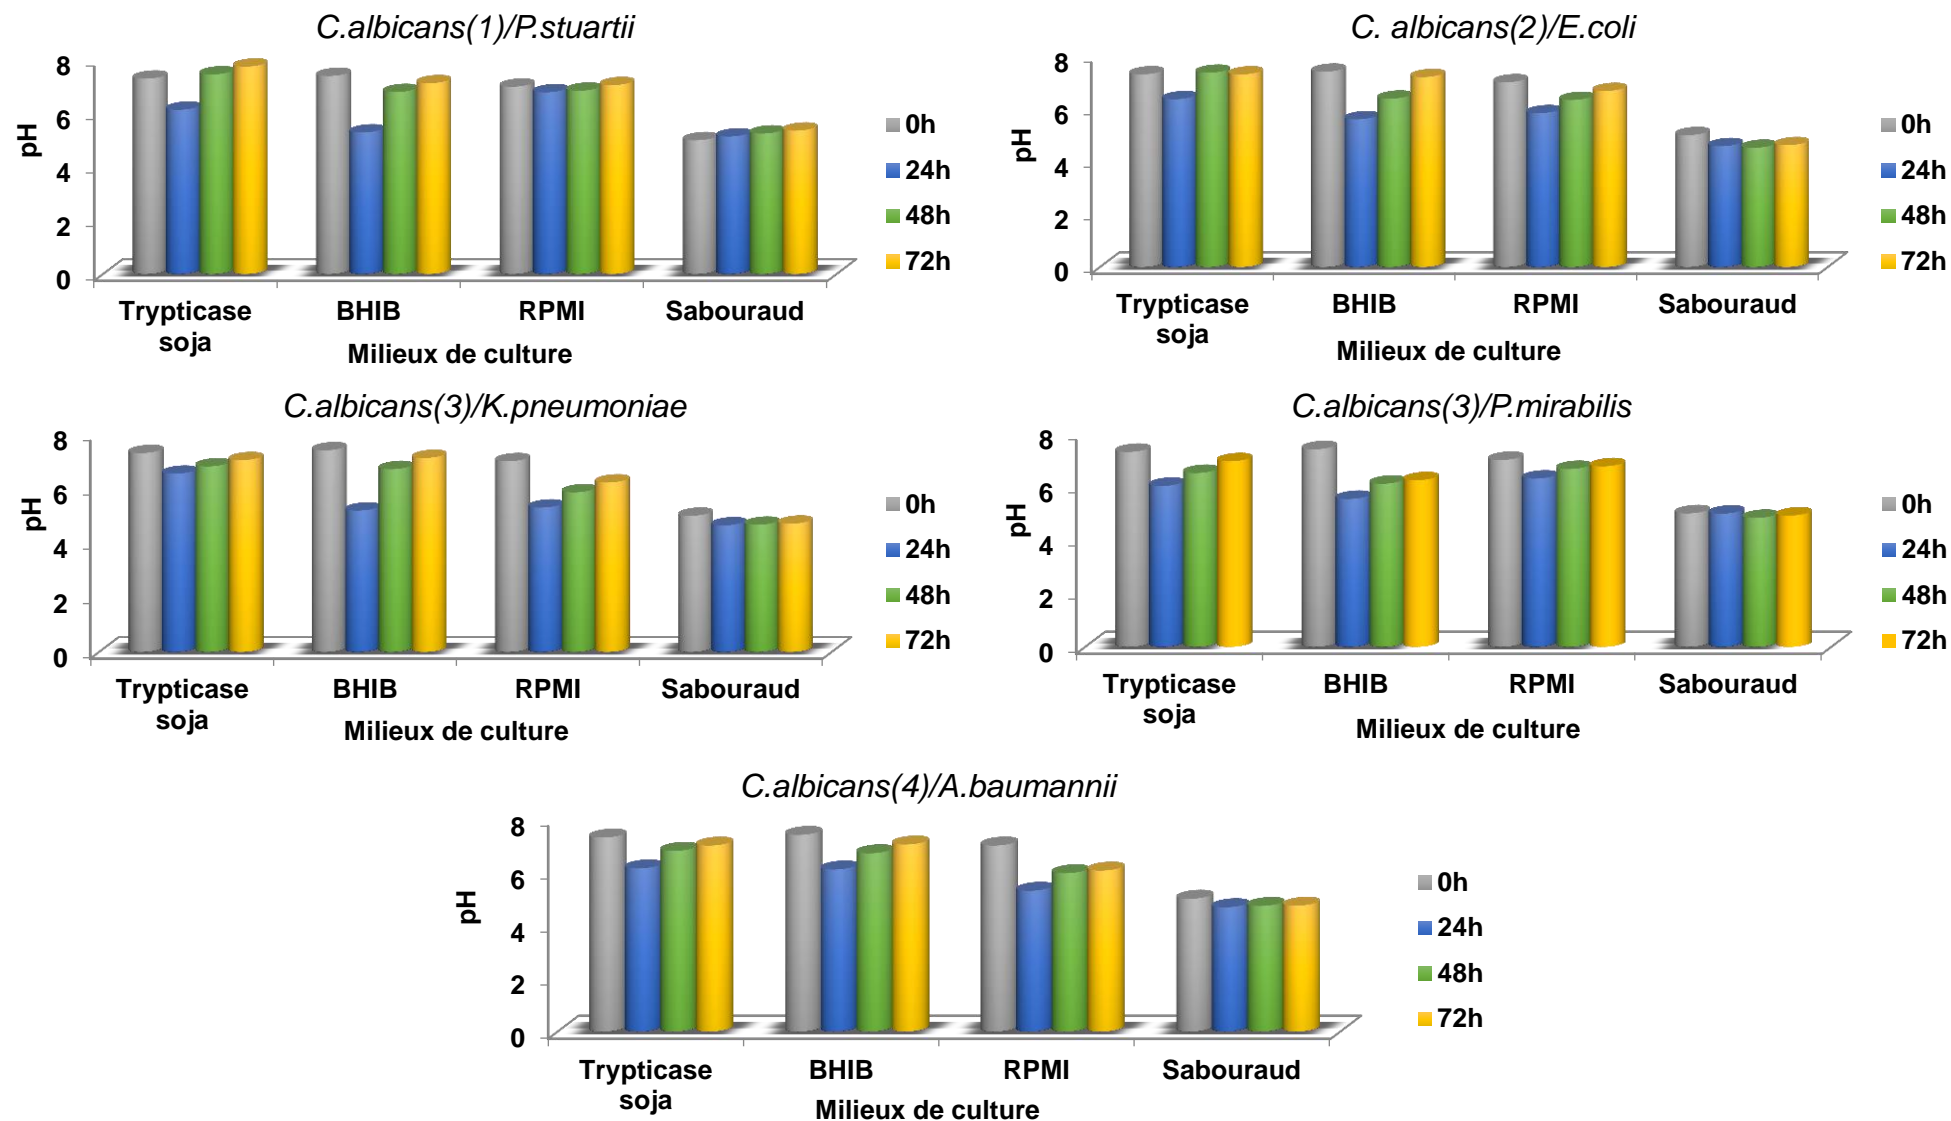 C.albicans(1)/P.stuartii
8
6
4
2
0
pH
Trypticase
soja
BHIB
RPMI
Sabouraud
Milieux de culture
0h
24h
48h
72h
C. albicans(2)/E.coli
8
6
4
2
0
pH
Trypticase
soja
BHIB
RPMI
Sabouraud
Milieux de culture
0h
24h
48h
72h
C.albicans(3)/K.pneumoniae
8
6
4
2
0
pH
Trypticase
soja
BHIB
RPMI
Sabouraud
Milieux de culture
0h
24h
48h
72h
C.albicans(3)/P.mirabilis
8
6
4
2
0
pH
Trypticase
soja
BHIB
RPMI
Sabouraud
Milieux de culture
0h
24h
48h
72h
C.albicans(4)/A.baumannii
8
6
4
2
0
pH
Trypticase
soja
BHIB
RPMI
Sabouraud
Milieux de culture
0h
24h
48h
72h